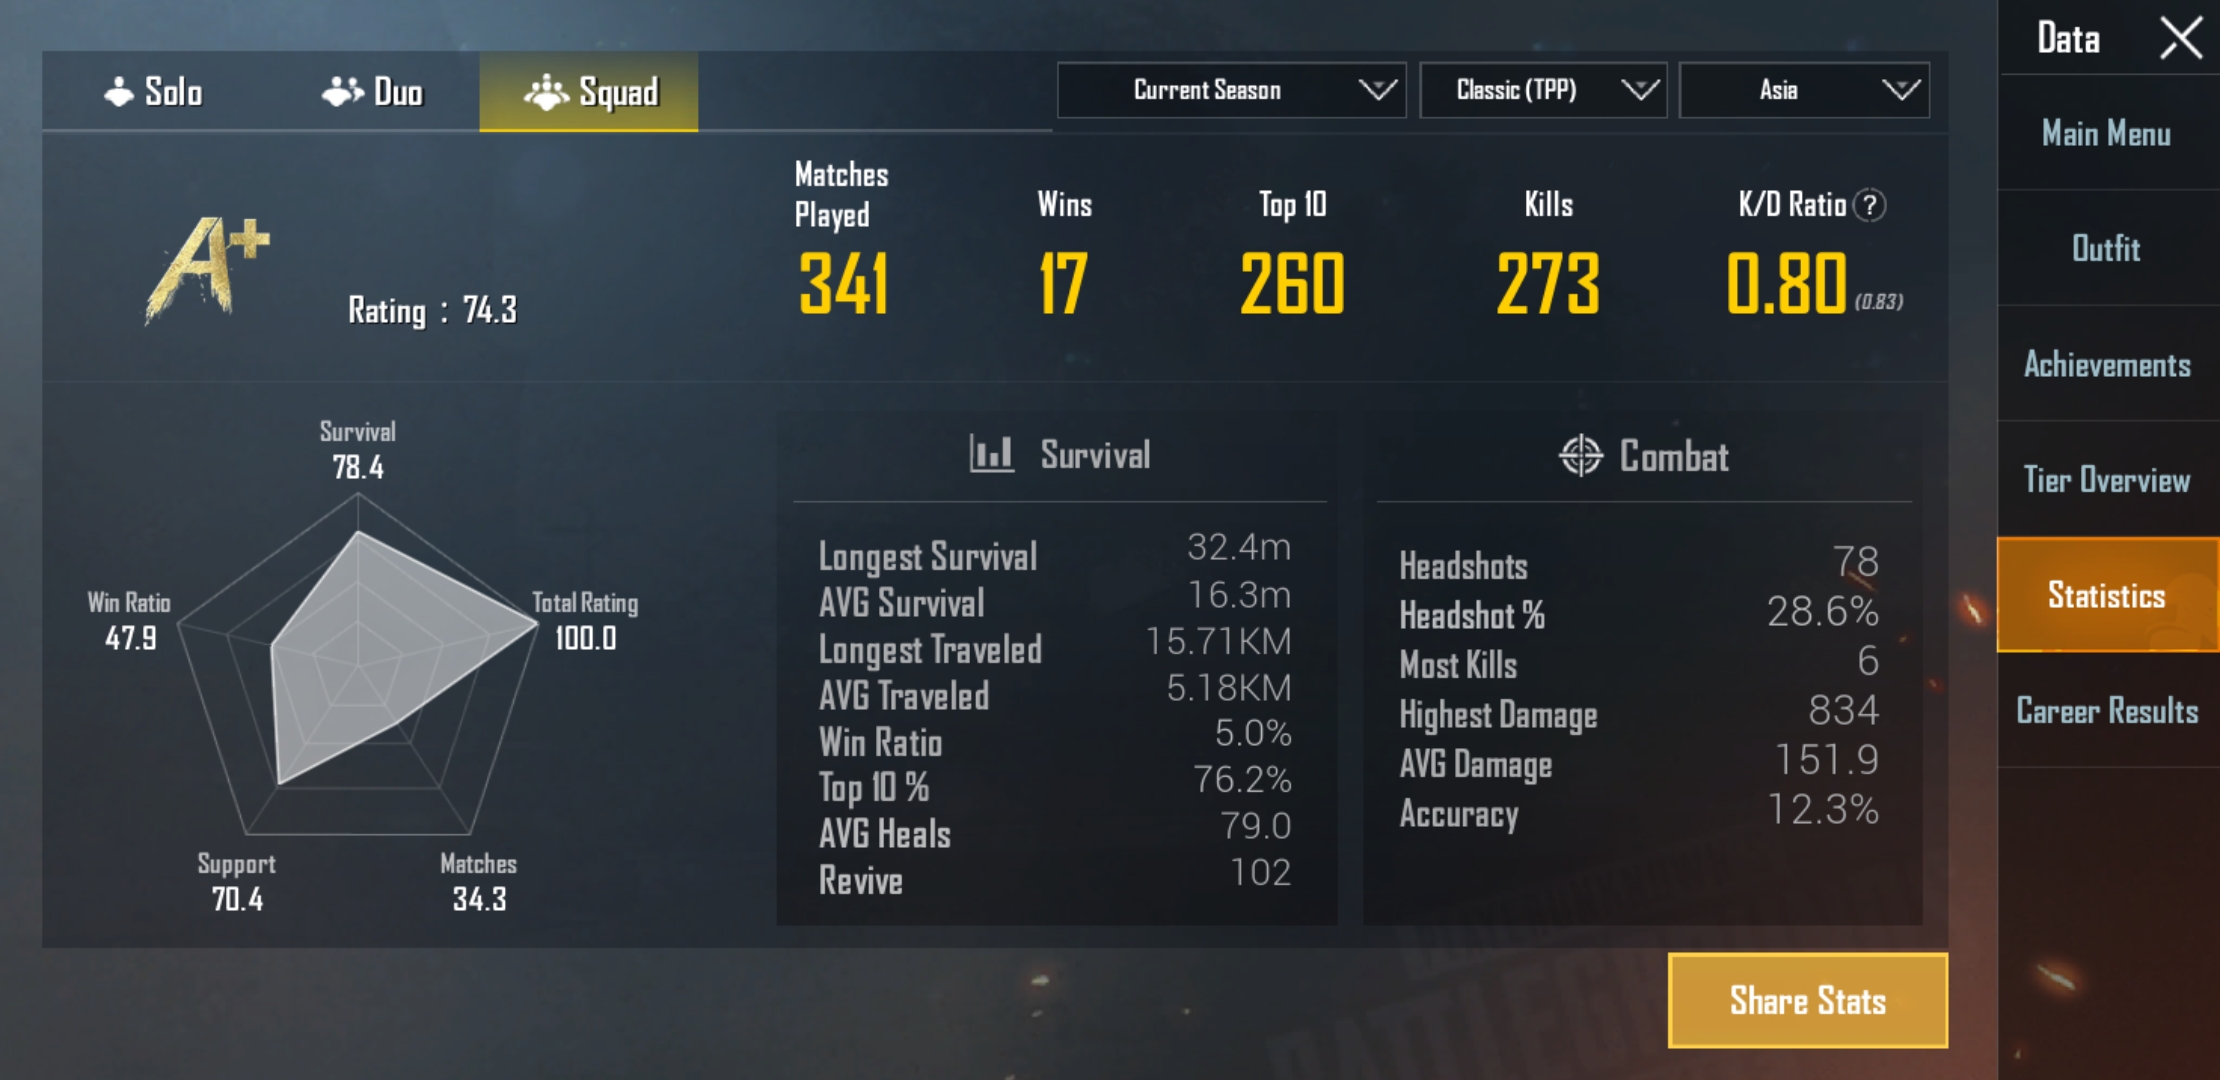 Solo
Duo
Squad
Current Season
Classic (TPP)
Asia
Data
Main Menu
Outfit
Achievements
Tier Overview
Statistics
Career Results
A+
Rating : 74.3
Matches
Played
341
Wins
17
Top 10
260
Kills
273
K/D Ratio ?
0.80 (0.83)
Survival
78.4
Win Ratio
47.9
Total Rating
100.0
Support
70.4
Matches
34.3
Survival
Longest Survival 32.4m
AVG Survival 16.3m
Longest Traveled 15.71KM
AVG Traveled 5.18KM
Win Ratio 5.0%
Top 10 % 76.2%
AVG Heals 79.0
Revive 102
Combat
Headshots 78
Headshot % 28.6%
Most Kills 6
Highest Damage 834
AVG Damage 151.9
Accuracy 12.3%
Share Stats